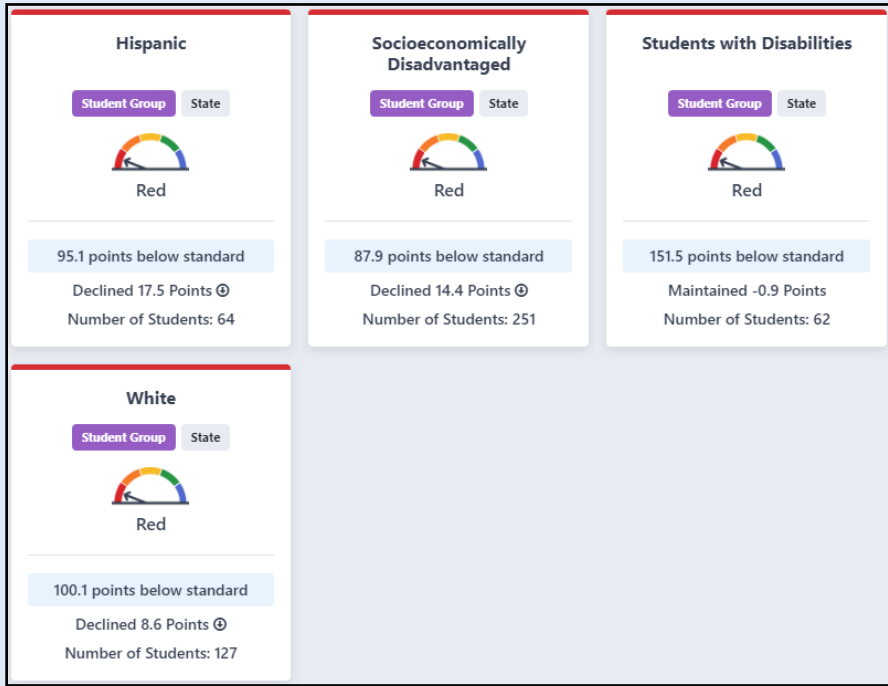 Hispanic
Student Group State
Red
95.1 points below standard
Declined 17.5 Points
Number of Students: 64
Socioeconomically
Disadvantaged
Student Group State
Red
87.9 points below standard
Declined 14.4 Points
Number of Students: 251
Students with Disabilities
Student Group State
Red
151.5 points below standard
Maintained -0.9 Points
Number of Students: 62
White
Student Group State
Red
100.1 points below standard
Declined 8.6 Points
Number of Students: 127